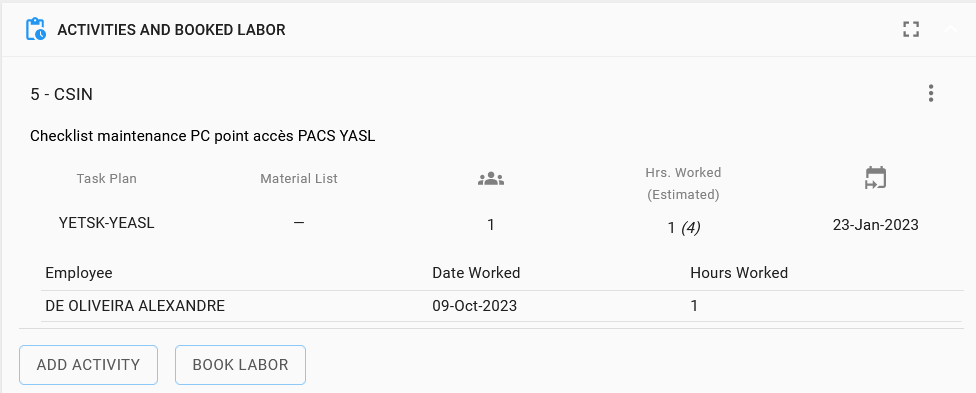 ACTIVITIES AND BOOKED LABOR
5 - CSIN
Checklist maintenance PC point accès PACS YASL
Task Plan
Material List
Hrs. Worked
(Estimated)
YETSK-YEASL
—
1
1 (4)
23-Jan-2023
Employee Date Worked Hours Worked
DE OLIVEIRA ALEXANDRE 09-Oct-2023 1
ADD ACTIVITY BOOK LABOR